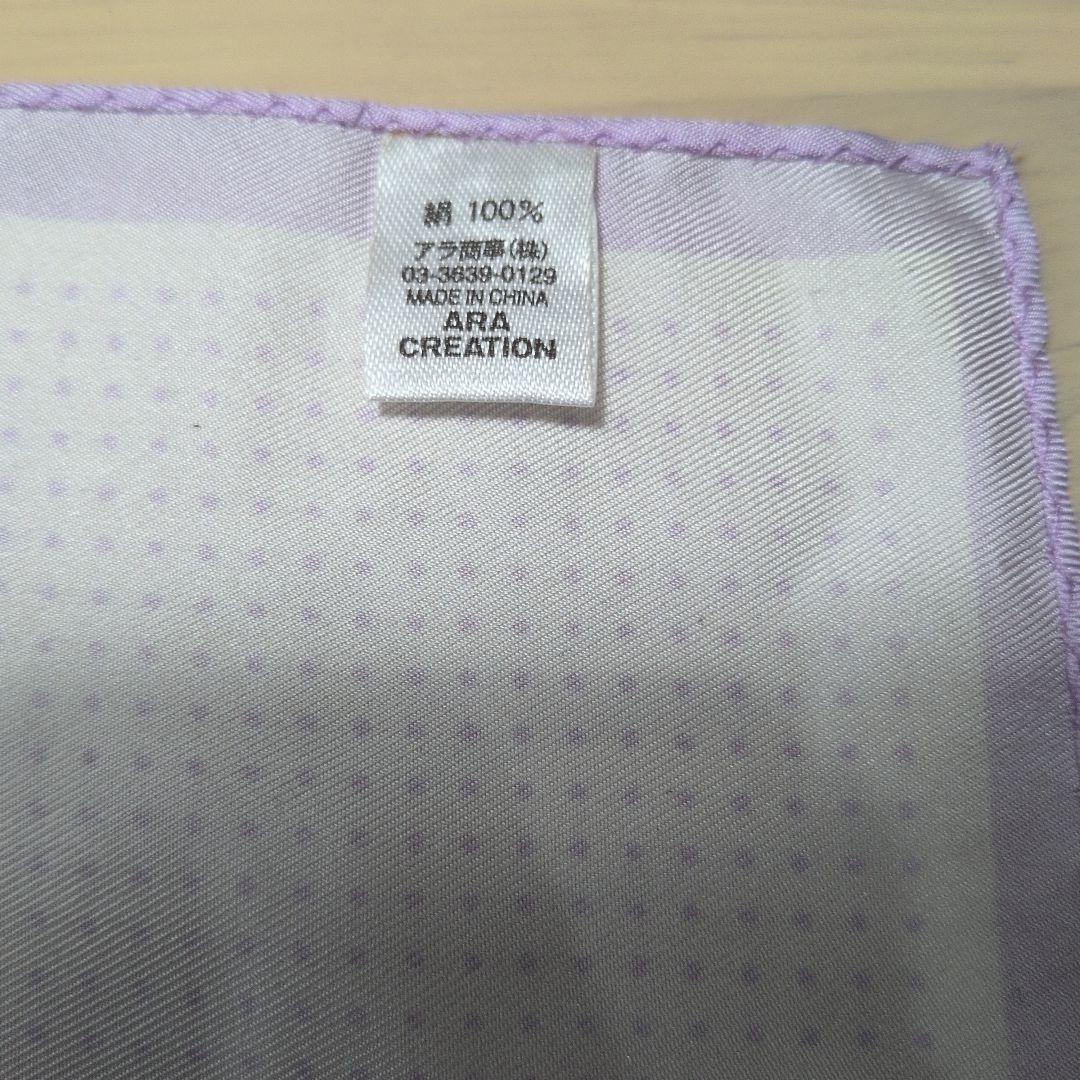 絹 100%
アラ商事(株)
03-3639-0129
MADE IN CHINA
ARA
CREATION